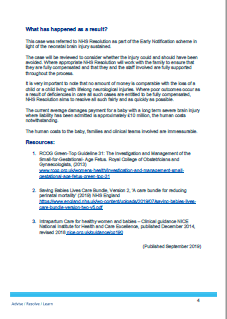 What has happened as a result?
This case was referred to NHS Resolution as part of the Early Notification scheme in
light of the neonatal brain injury sustained.
The case will be reviewed to consider whether the injury could and should have been
avoided. Where appropriate NHS Resolution will work with the family to ensure that
they are fully compensated and that they and the staff involved are fully supported
throughout the process.
It is very important to note that no amount of money is comparable with the loss of a
child or a child living with lifelong neurological injuries. Where poor outcomes occur as
a result of deficiencies in care all such cases are entitled to be fully compensated,
NHS Resolution aims to resolve all such fairly and as quickly as possible.
The current average damages payment for a baby with a long term severe brain injury
where liability has been admitted is approximately £10 million, the human costs
notwithstanding.
The human costs to the baby, families and clinical teams involved are immeasurable.
Resources:
1. RCOG Green-Top Guideline 31: The Investigation and Management of the
Small-for-Gestational- Age Fetus. Royal College of Obstetricians and
Gynaecologists, (2013)
www.rcog.org.uk/womens-health/investigation-and-management-small-
gestational-age-fetus-green-top-31
2. Saving Babies Lives Care Bundle, Version 2, 'A care bundle for reducing
perinatal mortality' (2019) NHS England
https://www.england.nhs.uk/wp-content/uploads/2019/07/saving-babies-lives-
care-bundle-version-two-v5.pdf
3. Intrapartum Care for healthy women and babies – Clinical guidance NICE
National Institute for Health and Care Excellence, published December 2014,
revised 2018 nice.org.uk/guidance/cg190
(Published September 2019)
4
Advise / Resolve / Learn